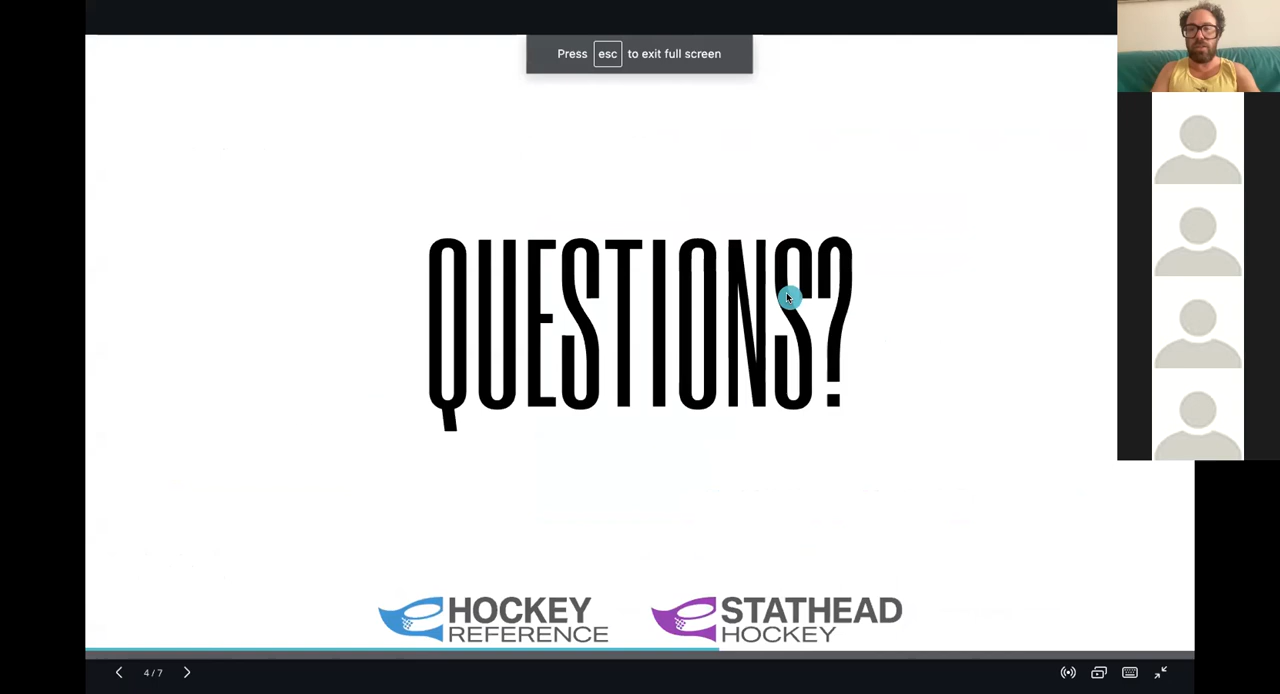 Press esc to exit full screen
QUESTIONS?
HOCKEY
REFERENCE
STATHEAD
HOCKEY
4 / 7